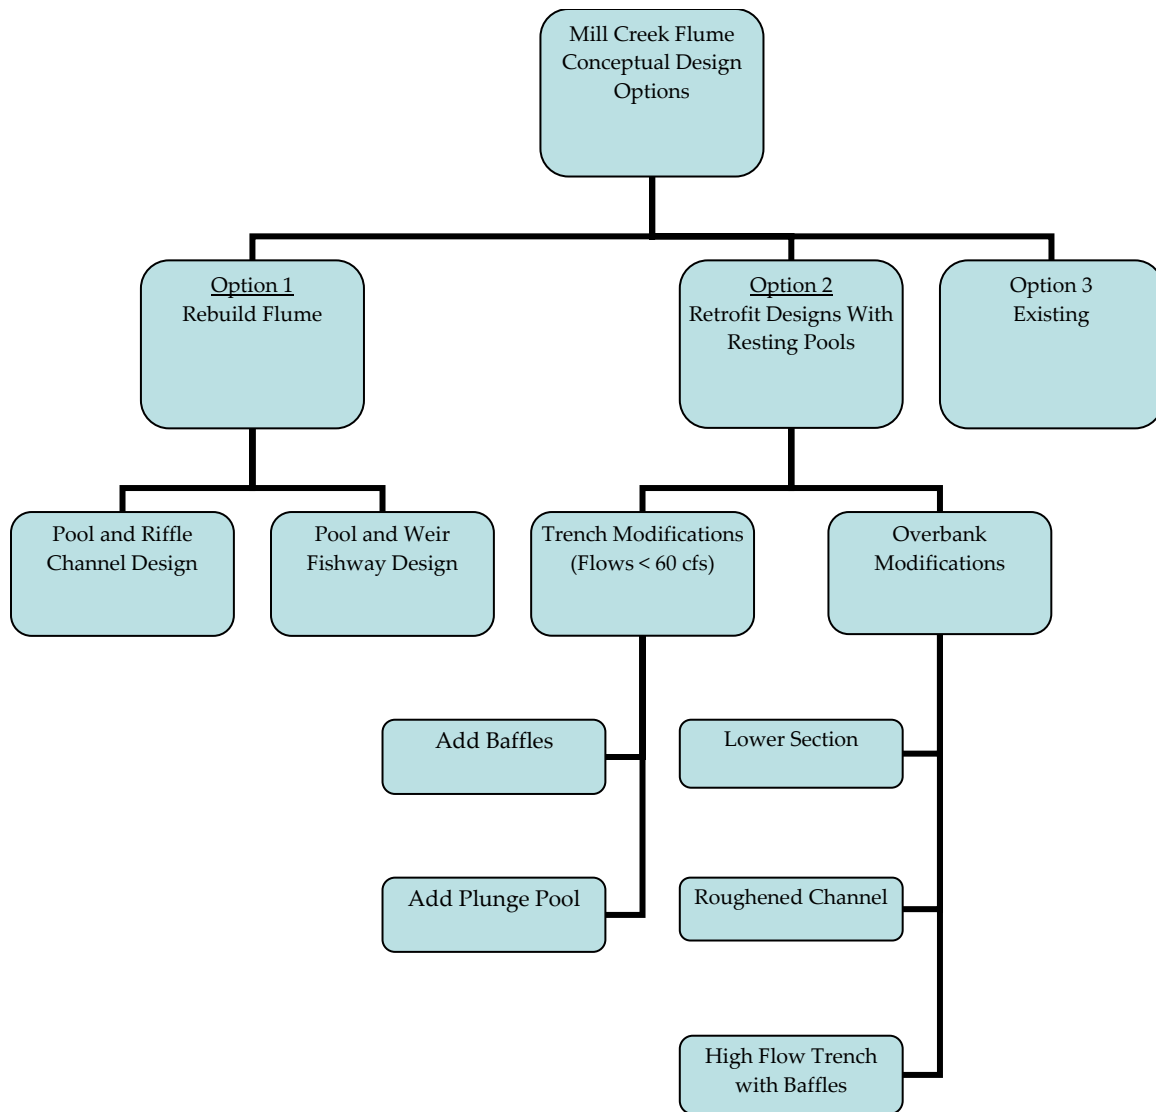 Mill Creek Flume
Conceptual Design
Options
Option 1
Rebuild Flume
Option 2
Retrofit Designs With
Resting Pools
Option 3
Existing
Pool and Riffle
Channel Design
Pool and Weir
Fishway Design
Trench Modifications
(Flows < 60 cfs)
Overbank
Modifications
Add Baffles
Lower Section
Add Plunge Pool
Roughened Channel
High Flow Trench
with Baffles